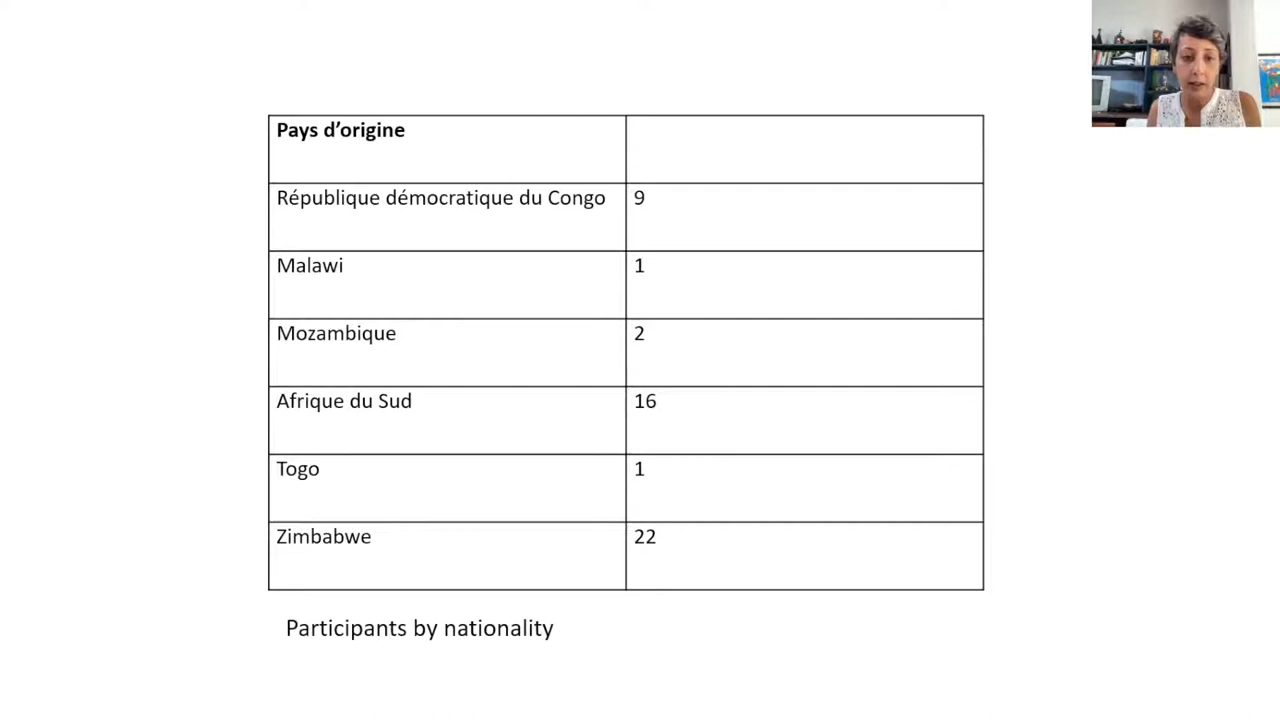 Pays d’origine
République démocratique du Congo 9
Malawi 1
Mozambique 2
Afrique du Sud 16
Togo 1
Zimbabwe 22
Participants by nationality